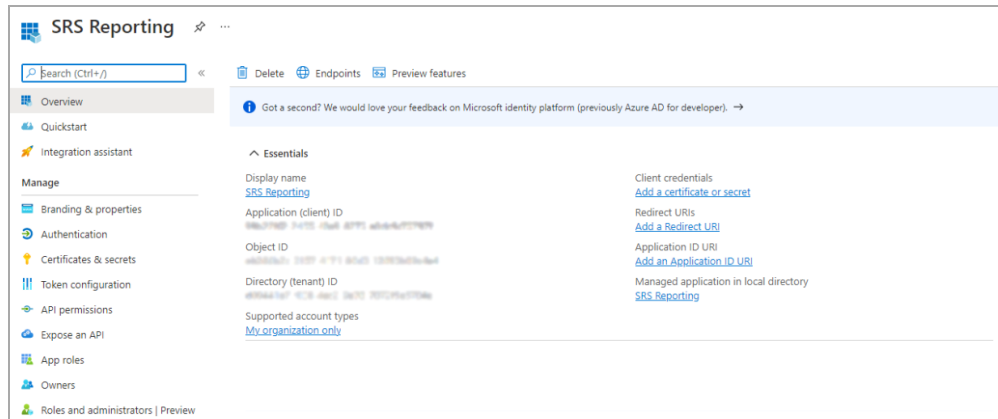 SRS Reporting
Search (Ctrl+/)
«
Overview
Quickstart
Integration assistant
Manage
Branding & properties
Authentication
Certificates & secrets
Token configuration
API permissions
Expose an API
App roles
Owners
Roles and administrators | Preview
Delete
Endpoints
Preview features
Got a second? We would love your feedback on Microsoft identity platform (previously Azure AD for developer). →
Essentials
Display name
SRS Reporting
Application (client) ID
Object ID
Directory (tenant) ID
Supported account types
My organization only
Client credentials
Add a certificate or secret
Redirect URIs
Add a Redirect URI
Application ID URI
Add an Application ID URI
Managed application in local directory
SRS Reporting